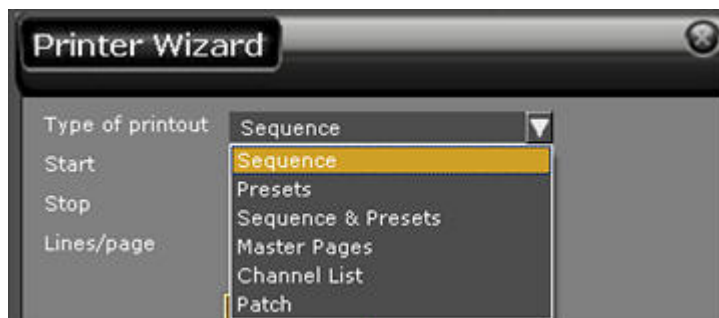 Printer Wizard
Type of printout Sequence
Sequence
Start
Presets
Stop
Sequence & Presets
Lines/page
Master Pages
Channel List
Patch